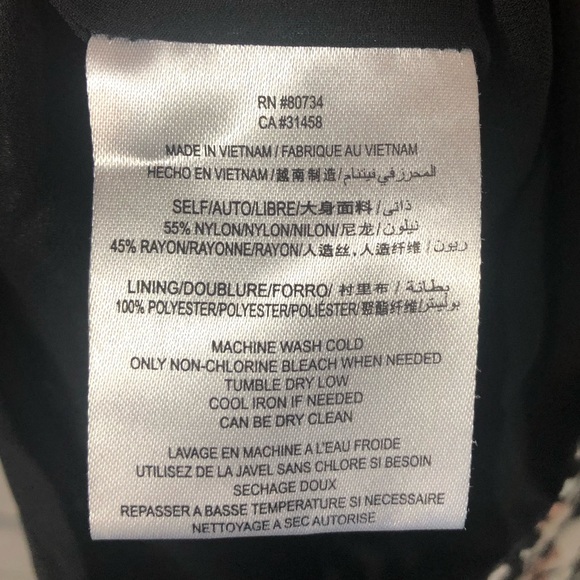 RN #80734
CA #31458
MADE IN VIETNAM / FABRIQUE AU VIETNAM
HECHO EN VIETNAM /越南制造/ المحرز في فيتنام
SELF/AUTO/LIBRE/大身面料/ ذاتى
55% NYLON/NYLON/NILON/尼龙/ نيلون
45% RAYON/RAYONNE/RAYON/人造丝, 人造纤维/ ريون
LINING/DOUBLURE/FORRO/ 衬里布 / بطانة
100% POLYESTER/POLYESTER/POLIÉSTER/聚酯纤维/ بوليستر
MACHINE WASH COLD
ONLY NON-CHLORINE BLEACH WHEN NEEDED
TUMBLE DRY LOW
COOL IRON IF NEEDED
CAN BE DRY CLEAN
LAVAGE EN MACHINE A L'EAU FROIDE
UTILISEZ DE LA JAVEL SANS CHLORE SI BESOIN
SECHAGE DOUX
REPASSER A BASSE TEMPERATURE SI NECESSAIRE
NETTOYAGE A SEC AUTORISE